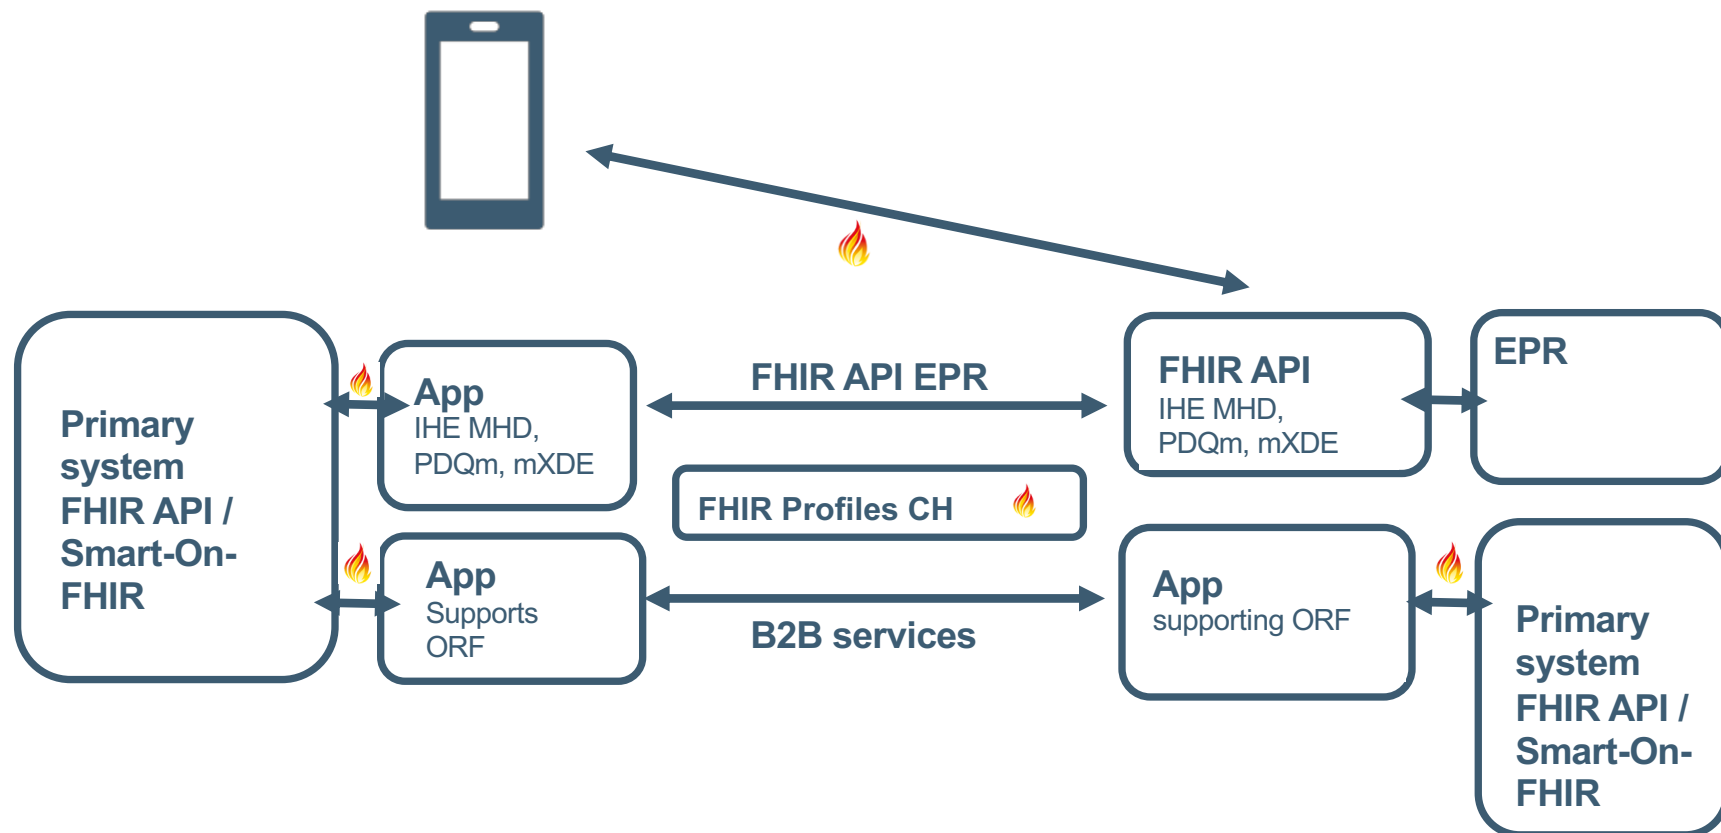 Primary
system
FHIR API /
Smart-On-
FHIR
App
IHE MHD,
PDQm, mXDE
FHIR API EPR
FHIR API
IHE MHD,
PDQm, mXDE
EPR
FHIR Profiles CH
App
Supports
ORF
B2B services
App
supporting ORF
Primary
system
FHIR API /
Smart-On-
FHIR